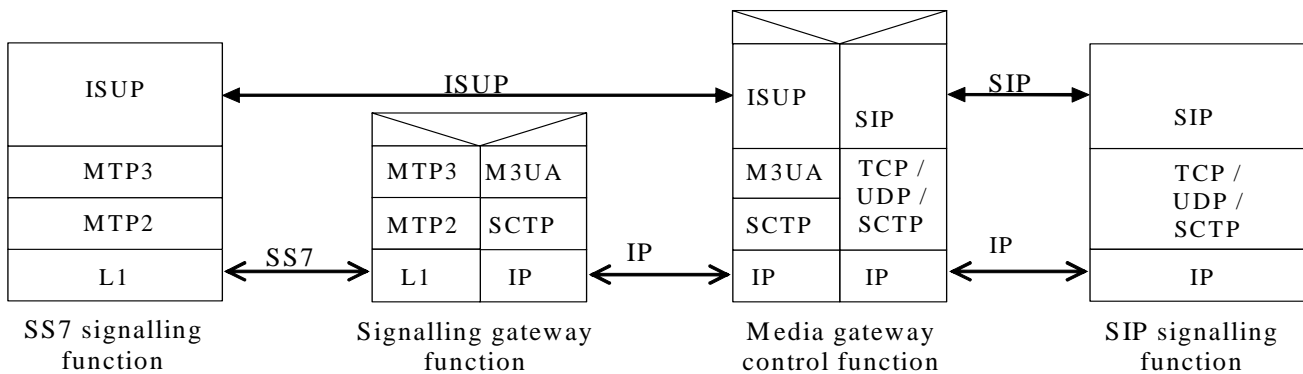 ISUP
MTP3
MTP2
L1
SS7 signalling
function
ISUP
SS7
MTP3
M3UA
MTP2
SCTP
L1
IP
Signalling gateway
function
IP
ISUP
SIP
M3UA
SCTP
TCP /
UDP /
SCTP
IP
IP
Media gateway
control function
SIP
IP
SIP
TCP /
UDP /
SCTP
IP
SIP signalling
function